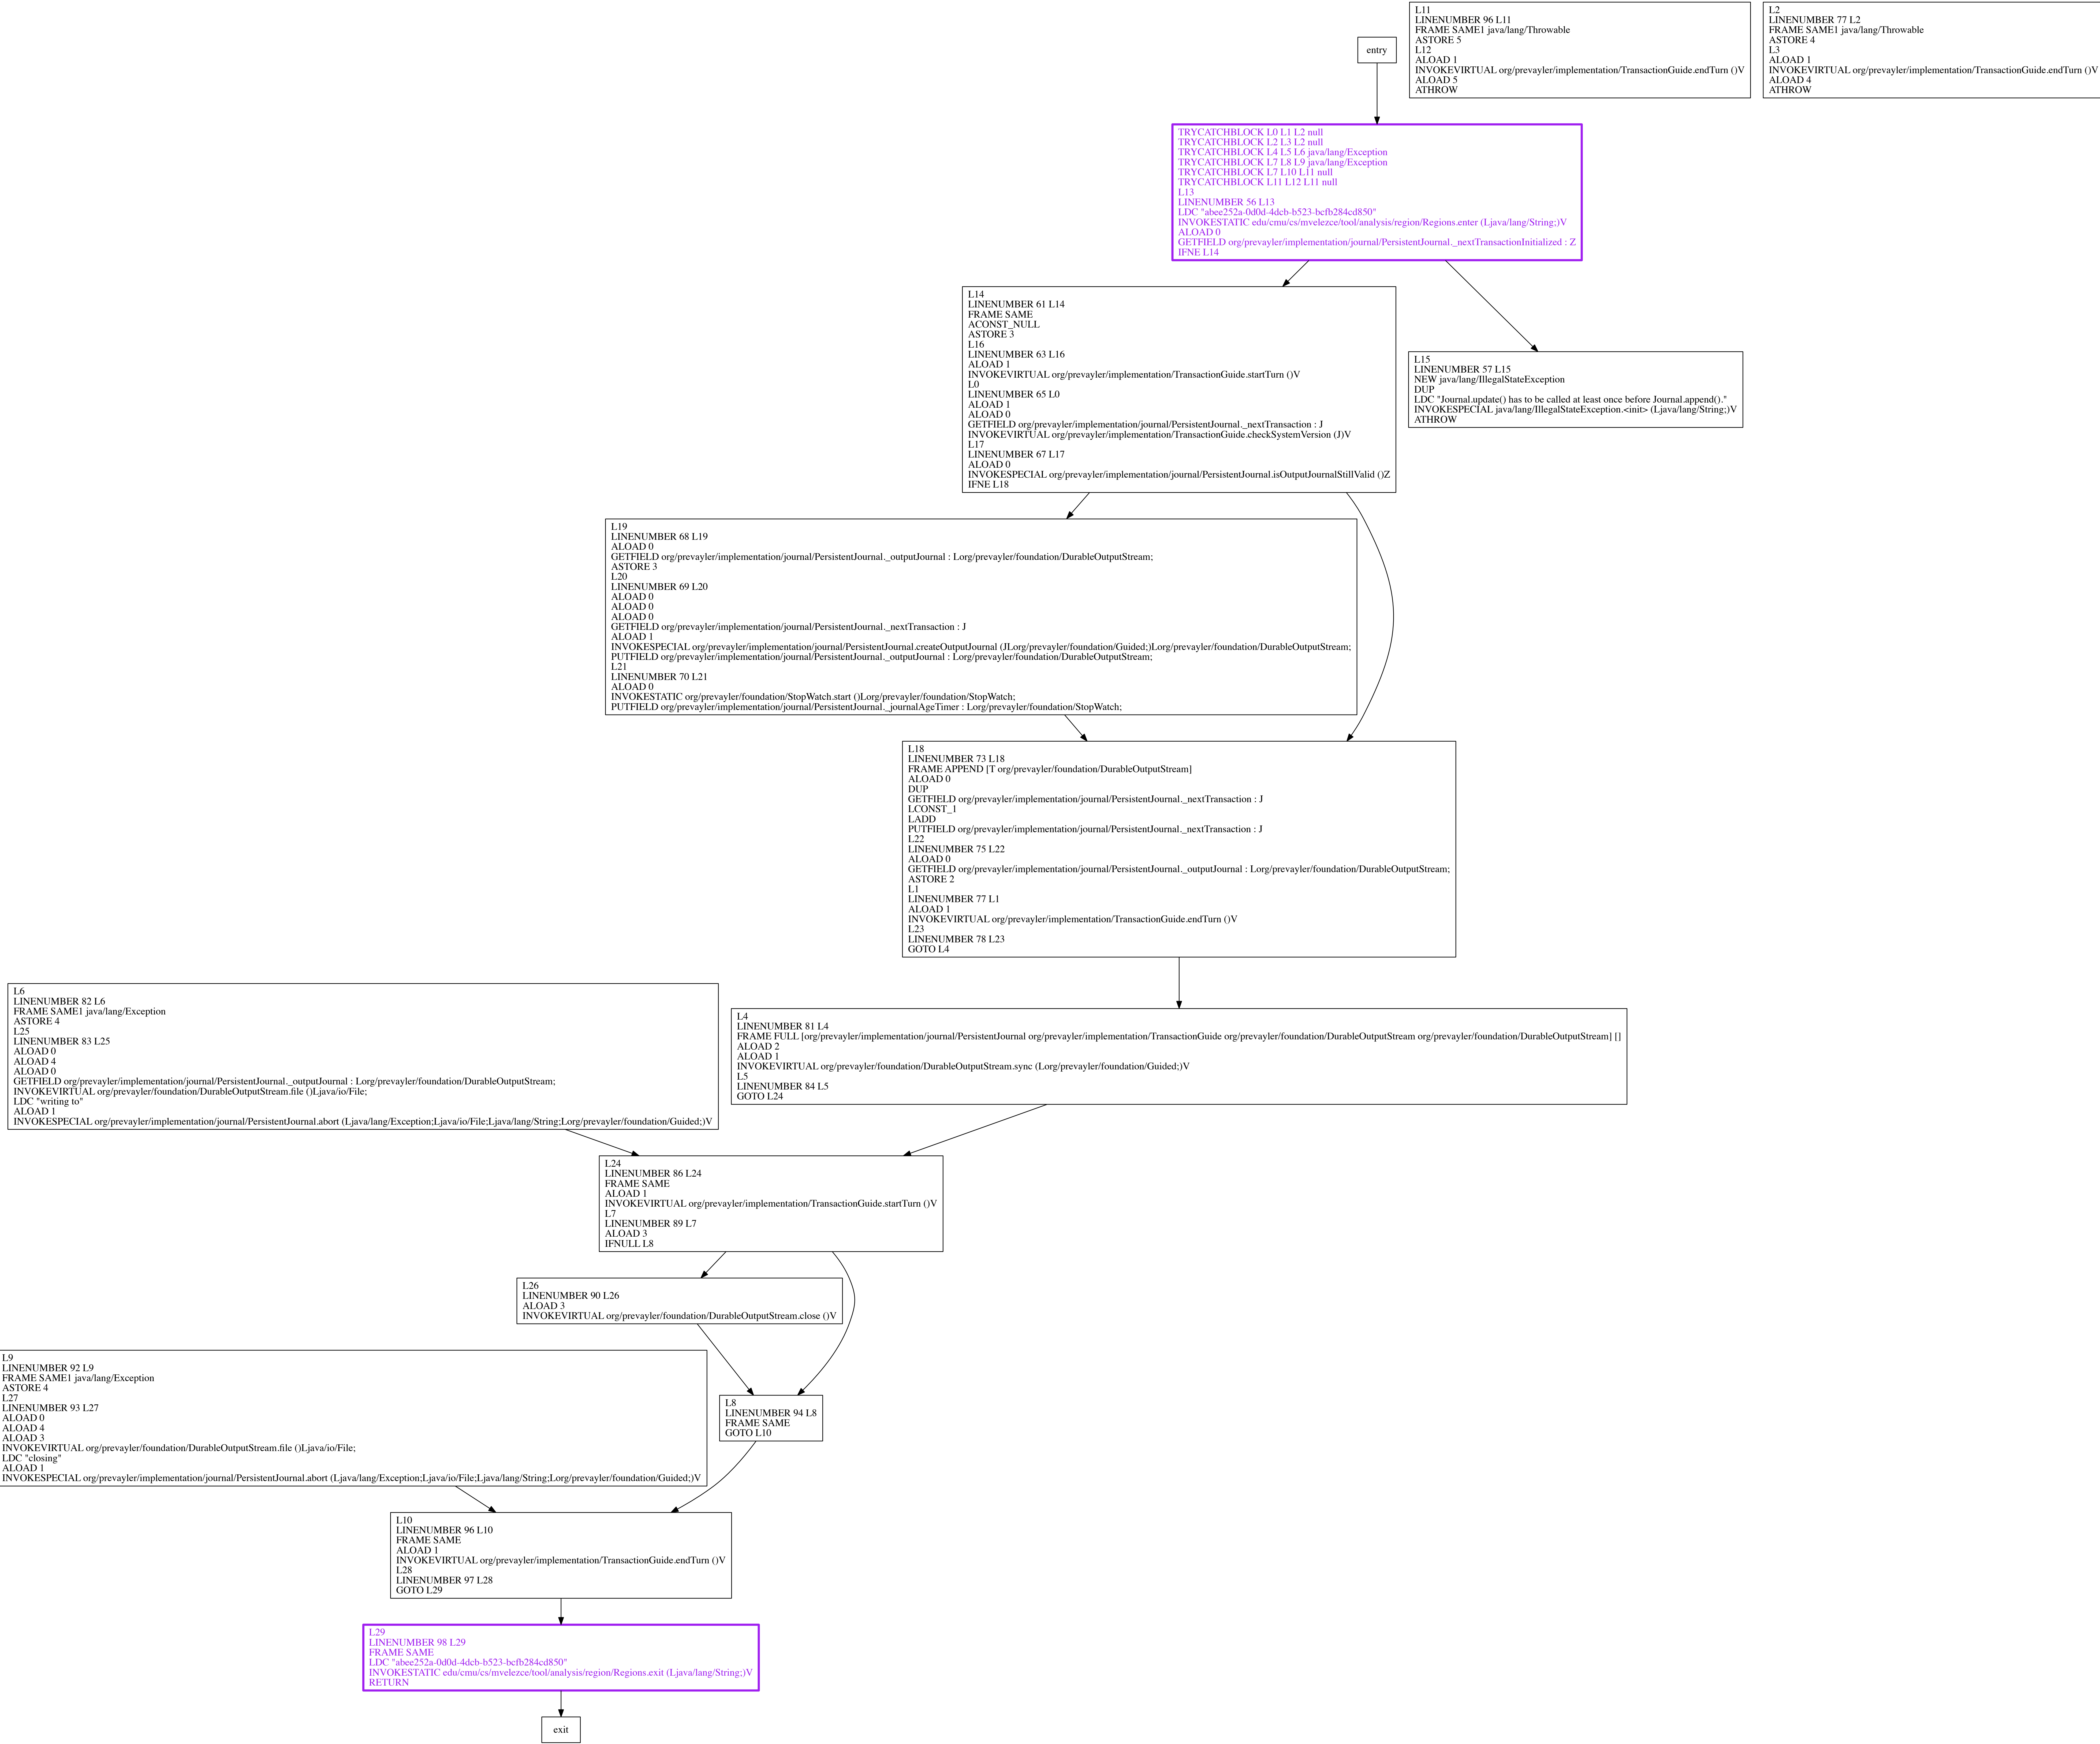 entry
L11
LINENUMBER 96 L11
FRAME SAME1 java/lang/Throwable
ASTORE 5
L12
ALOAD 1
INVOKEVIRTUAL org/prevayler/implementation/TransactionGuide.endTurn ()V
ALOAD 5
ATHROW
L2
LINENUMBER 77 L2
FRAME SAME1 java/lang/Throwable
ASTORE 4
L3
ALOAD 1
INVOKEVIRTUAL org/prevayler/implementation/TransactionGuide.endTurn ()V
ALOAD 4
ATHROW
TRYCATCHBLOCK L0 L1 L2 null
TRYCATCHBLOCK L2 L3 L2 null
TRYCATCHBLOCK L4 L5 L6 java/lang/Exception
TRYCATCHBLOCK L7 L8 L9 java/lang/Exception
TRYCATCHBLOCK L7 L10 L11 null
TRYCATCHBLOCK L11 L12 L11 null
L13
LINENUMBER 56 L13
LDC "abee252a-0d0d-4dcb-b523-bcfb284cd850"
INVOKESTATIC edu/cmu/cs/mvelezce/tool/analysis/region/Regions.enter (Ljava/lang/String;)V
ALOAD 0
GETFIELD org/prevayler/implementation/journal/PersistentJournal._nextTransactionInitialized : Z
IFNE L14
L14
LINENUMBER 61 L14
FRAME SAME
ACONST_NULL
ASTORE 3
L16
LINENUMBER 63 L16
ALOAD 1
INVOKEVIRTUAL org/prevayler/implementation/TransactionGuide.startTurn ()V
L0
LINENUMBER 65 L0
ALOAD 1
ALOAD 0
GETFIELD org/prevayler/implementation/journal/PersistentJournal._nextTransaction : J
INVOKEVIRTUAL org/prevayler/implementation/TransactionGuide.checkSystemVersion (J)V
L17
LINENUMBER 67 L17
ALOAD 0
INVOKESPECIAL org/prevayler/implementation/journal/PersistentJournal.isOutputJournalStillValid ()Z
IFNE L18
L15
LINENUMBER 57 L15
NEW java/lang/IllegalStateException
DUP
LDC "Journal.update() has to be called at least once before Journal.append()."
INVOKESPECIAL java/lang/IllegalStateException.<init> (Ljava/lang/String;)V
ATHROW
L19
LINENUMBER 68 L19
ALOAD 0
GETFIELD org/prevayler/implementation/journal/PersistentJournal._outputJournal : Lorg/prevayler/foundation/DurableOutputStream;
ASTORE 3
L20
LINENUMBER 69 L20
ALOAD 0
ALOAD 0
ALOAD 0
GETFIELD org/prevayler/implementation/journal/PersistentJournal._nextTransaction : J
ALOAD 1
INVOKESPECIAL org/prevayler/implementation/journal/PersistentJournal.createOutputJournal (JLorg/prevayler/foundation/Guided;)Lorg/prevayler/foundation/DurableOutputStream;
PUTFIELD org/prevayler/implementation/journal/PersistentJournal._outputJournal : Lorg/prevayler/foundation/DurableOutputStream;
L21
LINENUMBER 70 L21
ALOAD 0
INVOKESTATIC org/prevayler/foundation/StopWatch.start ()Lorg/prevayler/foundation/StopWatch;
PUTFIELD org/prevayler/implementation/journal/PersistentJournal._journalAgeTimer : Lorg/prevayler/foundation/StopWatch;
L18
LINENUMBER 73 L18
FRAME APPEND [T org/prevayler/foundation/DurableOutputStream]
ALOAD 0
DUP
GETFIELD org/prevayler/implementation/journal/PersistentJournal._nextTransaction : J
LCONST_1
LADD
PUTFIELD org/prevayler/implementation/journal/PersistentJournal._nextTransaction : J
L22
LINENUMBER 75 L22
ALOAD 0
GETFIELD org/prevayler/implementation/journal/PersistentJournal._outputJournal : Lorg/prevayler/foundation/DurableOutputStream;
ASTORE 2
L1
LINENUMBER 77 L1
ALOAD 1
INVOKEVIRTUAL org/prevayler/implementation/TransactionGuide.endTurn ()V
L23
LINENUMBER 78 L23
GOTO L4
L6
LINENUMBER 82 L6
FRAME SAME1 java/lang/Exception
ASTORE 4
L25
LINENUMBER 83 L25
ALOAD 0
ALOAD 4
ALOAD 0
GETFIELD org/prevayler/implementation/journal/PersistentJournal._outputJournal : Lorg/prevayler/foundation/DurableOutputStream;
INVOKEVIRTUAL org/prevayler/foundation/DurableOutputStream.file ()Ljava/io/File;
LDC "writing to"
ALOAD 1
INVOKESPECIAL org/prevayler/implementation/journal/PersistentJournal.abort (Ljava/lang/Exception;Ljava/io/File;Ljava/lang/String;Lorg/prevayler/foundation/Guided;)V
L4
LINENUMBER 81 L4
FRAME FULL [org/prevayler/implementation/journal/PersistentJournal org/prevayler/implementation/TransactionGuide org/prevayler/foundation/DurableOutputStream org/prevayler/foundation/DurableOutputStream] []
ALOAD 2
ALOAD 1
INVOKEVIRTUAL org/prevayler/foundation/DurableOutputStream.sync (Lorg/prevayler/foundation/Guided;)V
L5
LINENUMBER 84 L5
GOTO L24
L24
LINENUMBER 86 L24
FRAME SAME
ALOAD 1
INVOKEVIRTUAL org/prevayler/implementation/TransactionGuide.startTurn ()V
L7
LINENUMBER 89 L7
ALOAD 3
IFNULL L8
L26
LINENUMBER 90 L26
ALOAD 3
INVOKEVIRTUAL org/prevayler/foundation/DurableOutputStream.close ()V
L9
LINENUMBER 92 L9
FRAME SAME1 java/lang/Exception
ASTORE 4
L27
LINENUMBER 93 L27
ALOAD 0
ALOAD 4
ALOAD 3
INVOKEVIRTUAL org/prevayler/foundation/DurableOutputStream.file ()Ljava/io/File;
LDC "closing"
ALOAD 1
INVOKESPECIAL org/prevayler/implementation/journal/PersistentJournal.abort (Ljava/lang/Exception;Ljava/io/File;Ljava/lang/String;Lorg/prevayler/foundation/Guided;)V
L8
LINENUMBER 94 L8
FRAME SAME
GOTO L10
L10
LINENUMBER 96 L10
FRAME SAME
ALOAD 1
INVOKEVIRTUAL org/prevayler/implementation/TransactionGuide.endTurn ()V
L28
LINENUMBER 97 L28
GOTO L29
L29
LINENUMBER 98 L29
FRAME SAME
LDC "abee252a-0d0d-4dcb-b523-bcfb284cd850"
INVOKESTATIC edu/cmu/cs/mvelezce/tool/analysis/region/Regions.exit (Ljava/lang/String;)V
RETURN
exit